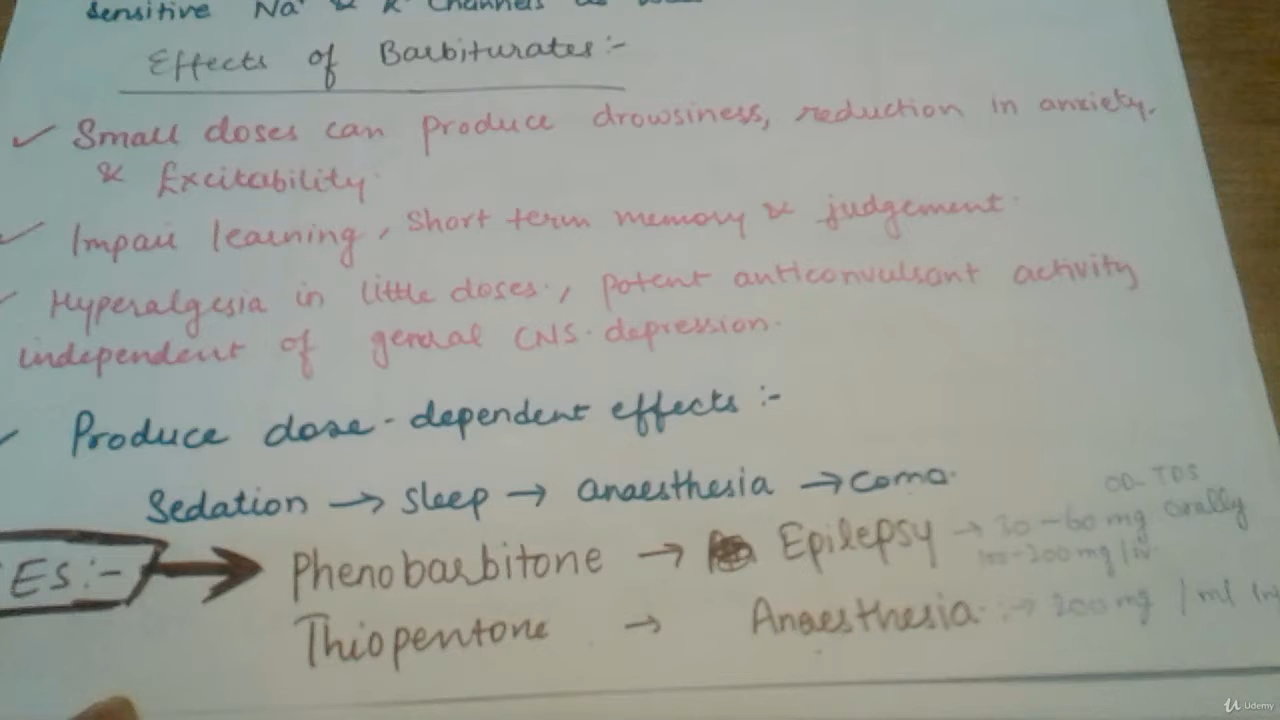 sensitive Na+ & K+ channels as well
Effects of Barbiturates:-
✓ Small doses can produce drowsiness, reduction in anxiety,
& Excitability.
✓ Impair learning, short term memory & judgement.
✓ Hyperalgesia in little doses., potent anticonvulsant activity
independent of general CNS. depression.
✓ Produce dose-dependent effects :-
Sedation → sleep → anaesthesia → coma.
OD- TDS
ES:- → Phenobarbitone → Epilepsy → 30-60 mg orally
100-200 mg / IV.
Thiopentone → Anaesthesia. :→ 200 mg / ml
Udemy